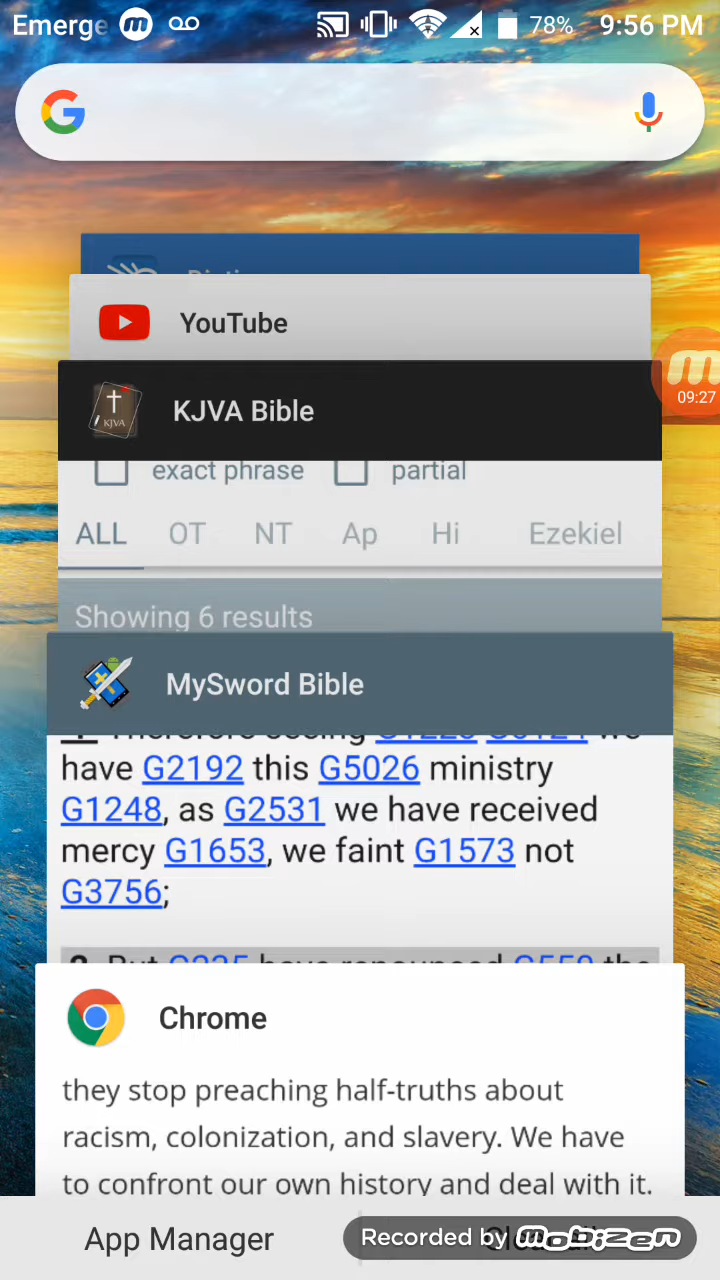 Emerge 78% 9:56 PM
YouTube
KJVA Bible
09:27
exact phrase partial
ALL OT NT Ap Hi Ezekiel
Showing 6 results
MySword Bible
have G2192 this G5026 ministry
G1248, as G2531 we have received
mercy G1653, we faint G1573 not
G3756;
Chrome
they stop preaching half-truths about
racism, colonization, and slavery. We have
to confront our own history and deal with it.
App Manager Recorded by mobizen